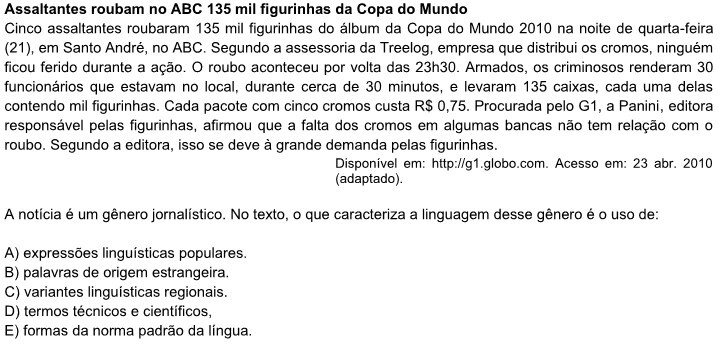 Assaltantes roubam no ABC 135 mil figurinhas da Copa do Mundo
Cinco assaltantes roubaram 135 mil figurinhas do álbum da Copa do Mundo 2010 na noite de quarta-feira
(21), em Santo André, no ABC. Segundo a assessoria da Treelog, empresa que distribui os cromos, ninguém
ficou ferido durante a ação. O roubo aconteceu por volta das 23h30. Armados, os criminosos renderam 30
funcionários que estavam no local, durante cerca de 30 minutos, e levaram 135 caixas, cada uma delas
contendo mil figurinhas. Cada pacote com cinco cromos custa R$ 0,75. Procurada pelo G1, a Panini, editora
responsável pelas figurinhas, afirmou que a falta dos cromos em algumas bancas não tem relação com o
roubo. Segundo a editora, isso se deve à grande demanda pelas figurinhas.
Disponível em: http://g1.globo.com. Acesso em: 23 abr. 2010
(adaptado).
A notícia é um gênero jornalístico. No texto, o que caracteriza a linguagem desse gênero é o uso de:
A) expressões linguísticas populares.
B) palavras de origem estrangeira.
C) variantes linguísticas regionais.
D) termos técnicos e científicos,
E) formas da norma padrão da língua.